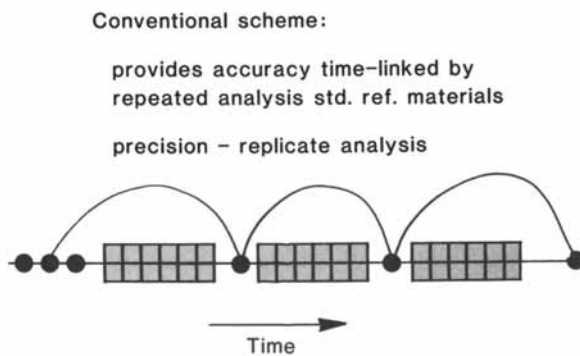 Conventional scheme:
provides accuracy time-linked by
repeated analysis std. ref. materials
precision – replicate analysis
Time